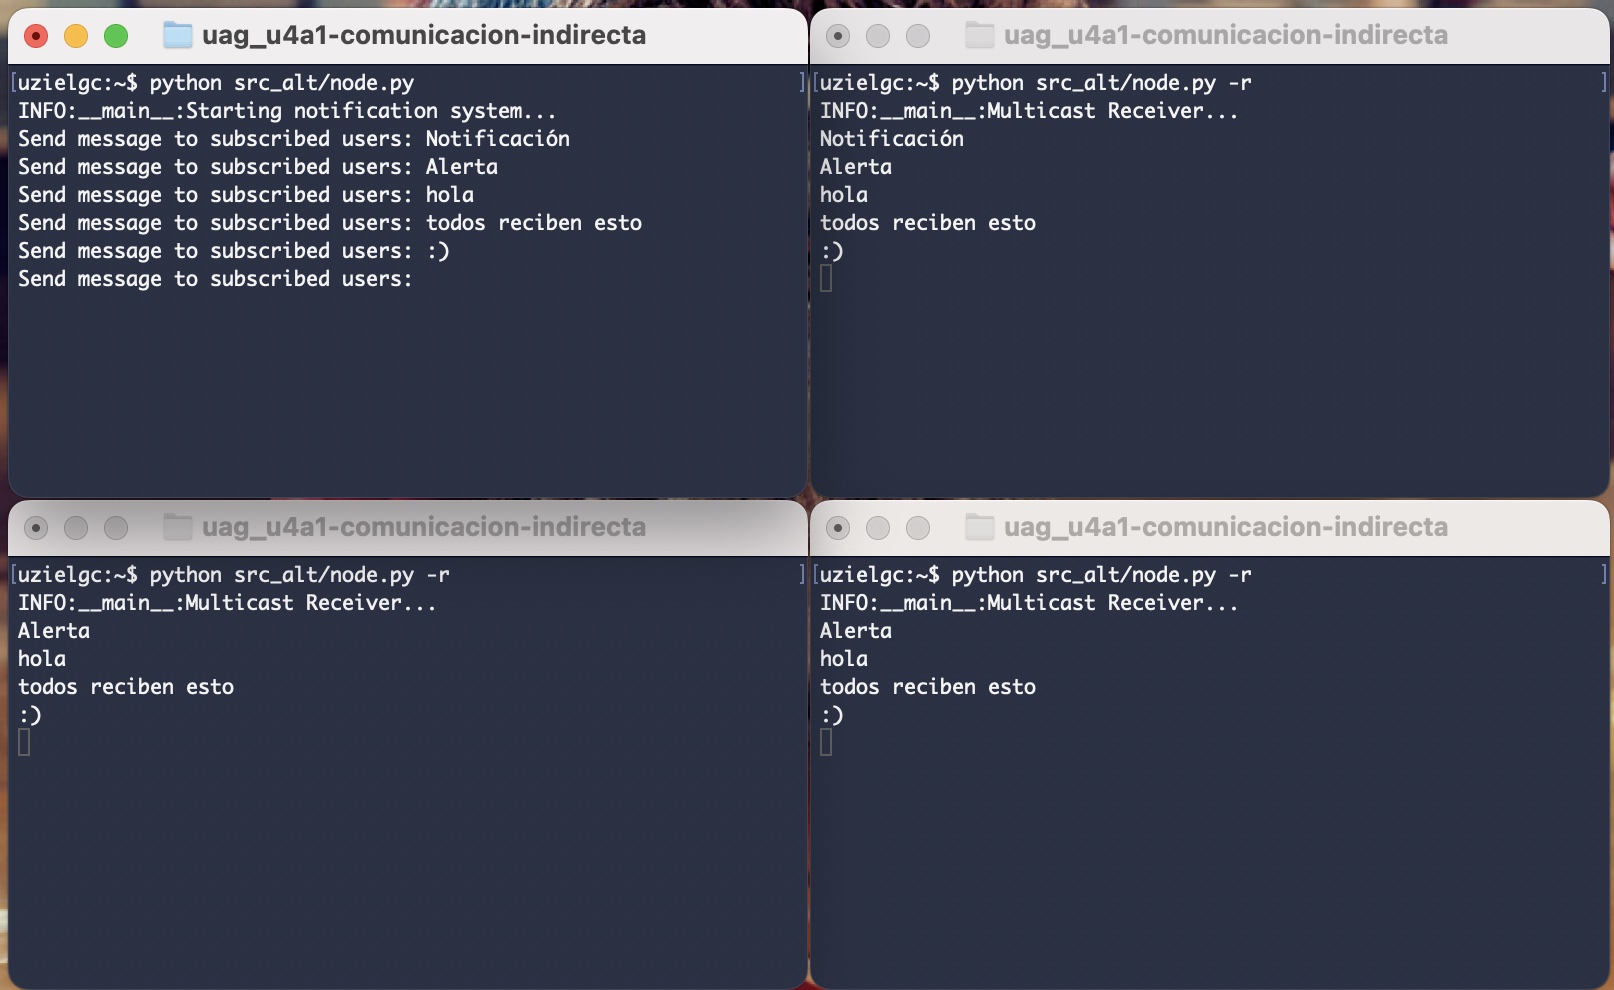 uag_u4a1-comunicacion-indirecta
[uzielgc:~$ python src_alt/node.py ]
INFO:__main__:Starting notification system...
Send message to subscribed users: Notificación
Send message to subscribed users: Alerta
Send message to subscribed users: hola
Send message to subscribed users: todos reciben esto
Send message to subscribed users: :)
Send message to subscribed users:
uag_u4a1-comunicacion-indirecta
[uzielgc:~$ python src_alt/node.py -r ]
INFO:__main__:Multicast Receiver...
Notificación
Alerta
hola
todos reciben esto
:)
uag_u4a1-comunicacion-indirecta
[uzielgc:~$ python src_alt/node.py -r ]
INFO:__main__:Multicast Receiver...
Alerta
hola
todos reciben esto
:)
uag_u4a1-comunicacion-indirecta
[uzielgc:~$ python src_alt/node.py -r ]
INFO:__main__:Multicast Receiver...
Alerta
hola
todos reciben esto
:)